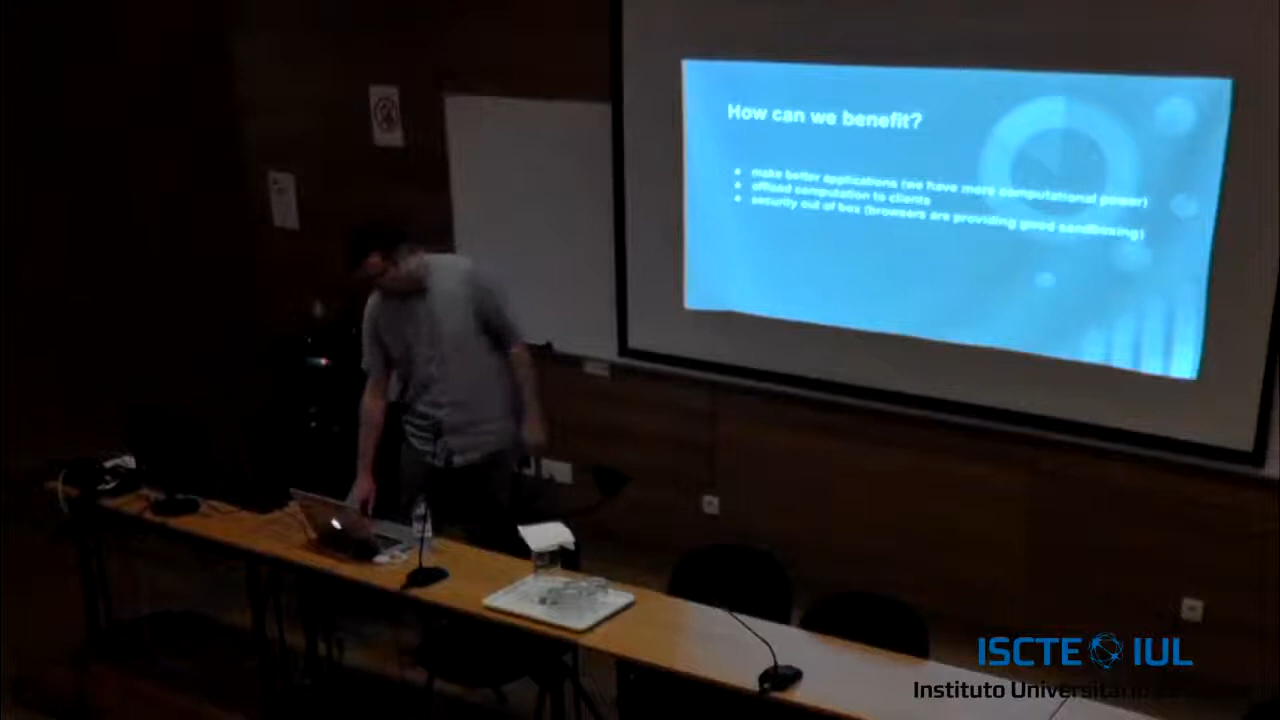 How can we benefit?
• make better applications (we have more computational power)
• offload computation to clients
• security out of box (browsers are providing good sandboxing)
ISCTE IUL
Instituto Universitário